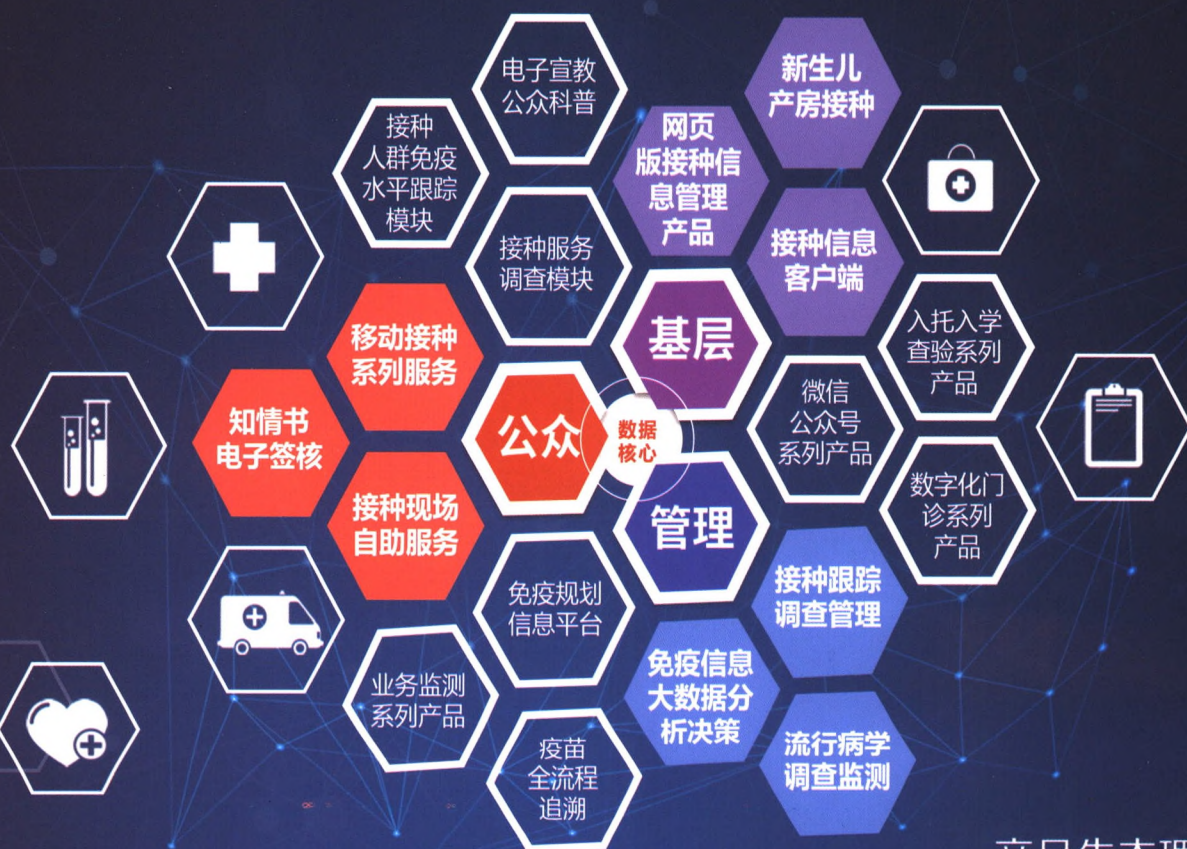 电子宣教
公众科普
新生儿
产房接种
接种
人群免疫
水平跟踪
模块
网页
版接种信
息管理
产品
接种服务
调查模块
接种信息
客户端
移动接种
系列服务
基层
入托入学
查验系列
产品
知情书
电子签核
公众
数据
核心
微信
公众号
系列产品
接种现场
自助服务
管理
数字化门
诊系列
产品
免疫规划
信息平台
接种跟踪
调查管理
业务监测
系列产品
免疫信息
大数据分
析决策
疫苗
全流程
追溯
流行病学
调查监测